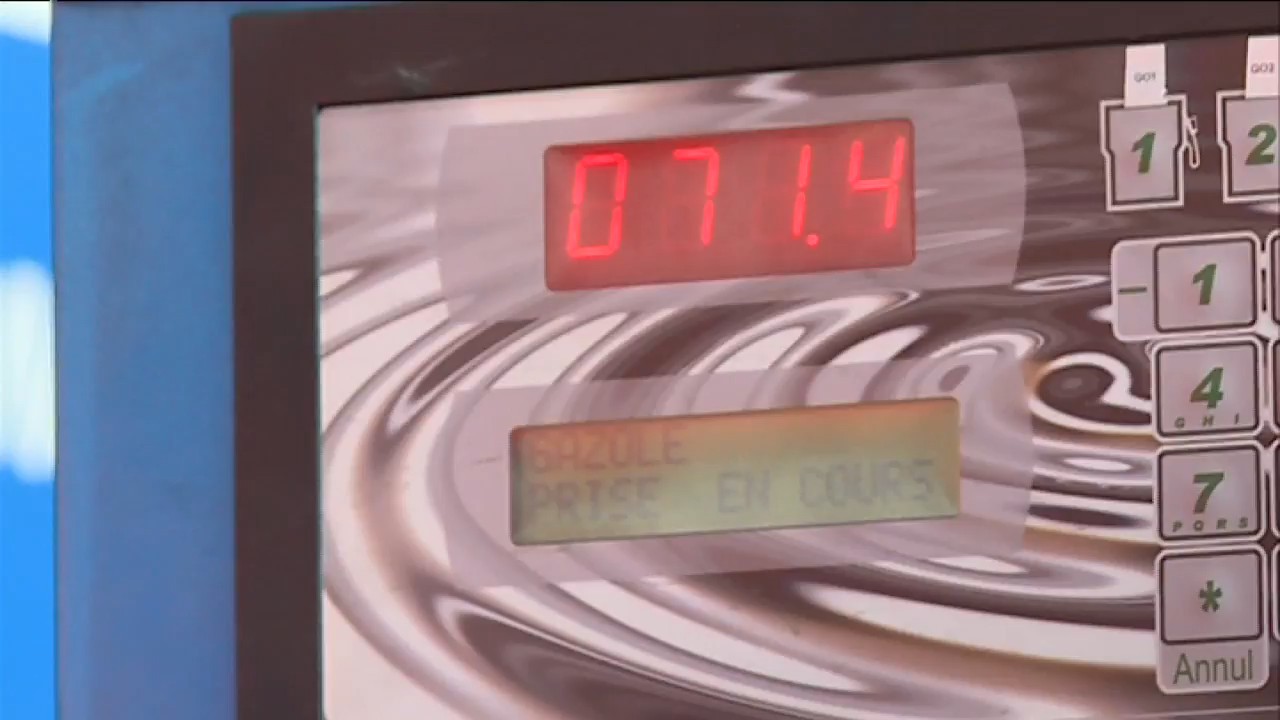 GO1
GO2
1
2
071.4
1
4
GHI
GAZOLE
PRISE EN COURS
7
PQRS
*
Annul